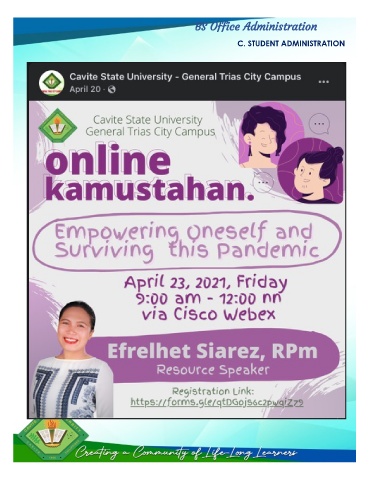 BS Office Administration
C. STUDENT ADMINISTRATION
Cavite State University - General Trias City Campus
April 20 ·
Cavite State University
General Trias City Campus
online
kamustahan.
Empowering Oneself and
Surviving this Pandemic
April 23, 2021, Friday
9:00 am - 12:00 nn
via Cisco Webex
Efrelhet Siarez, RPm
Resource Speaker
Registration Link:
Creating a Community of Life-Long Learners